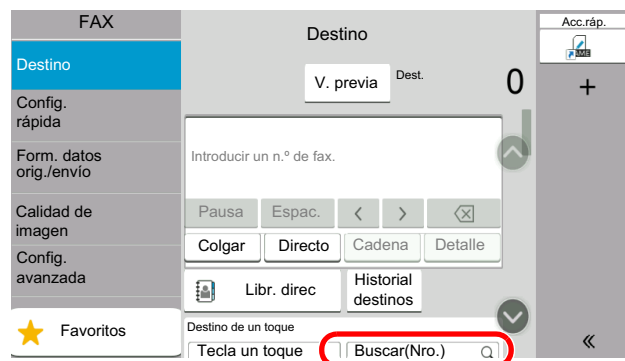 FAX
Destino
Config.
rápida
Form. datos
orig./envío
Calidad de
imagen
Config.
avanzada
Favoritos
Destino
V. previa
Dest.
0
Introducir un n.º de fax.
Pausa
Espac.
Colgar
Directo
Cadena
Detalle
Libr. direc
Historial
destinos
Destino de un toque
Tecla un toque
Buscar(Nro.)
Acc.ráp.
+
«